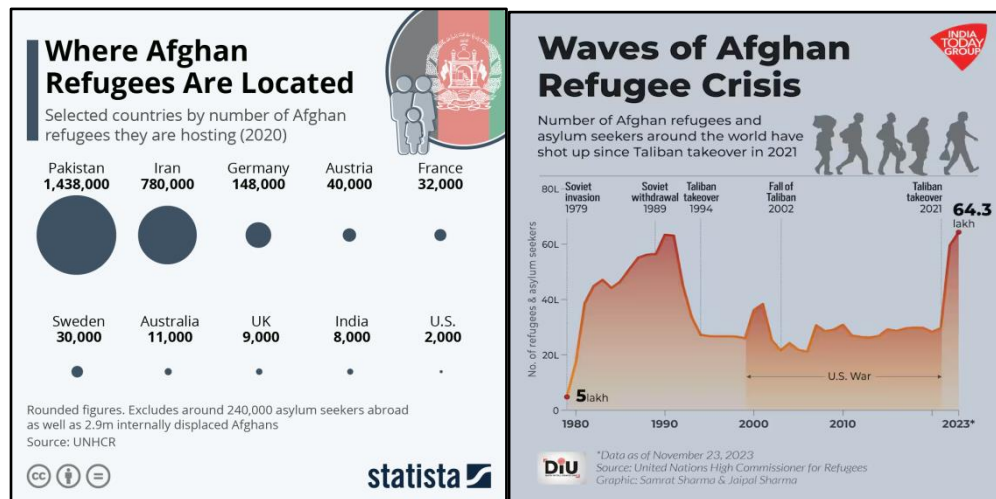 Where Afghan
Refugees Are Located
Selected countries by number of Afghan
refugees they are hosting (2020)
Pakistan
1,438,000
Iran
780,000
Germany
148,000
Austria
40,000
France
32,000
Sweden
30,000
Australia
11,000
UK
9,000
India
8,000
U.S.
2,000
Rounded figures. Excludes around 240,000 asylum seekers abroad
as well as 2.9m internally displaced Afghans
Source: UNHCR
cc
statista
INDIA
TODAY
GROUP
Waves of Afghan
Refugee Crisis
Number of Afghan refugees and
asylum seekers around the world have
shot up since Taliban takeover in 2021
No. of refugees & asylum seekers
80L
60L
40L
20L
0
Soviet
invasion
1979
Soviet
withdrawal
1989
Taliban
takeover
1994
Fall of
Taliban
2002
Taliban
takeover
2021
64.3
lakh
5 lakh
U.S. War
1980
1990
2000
2010
2023*
DiU
*Data as of November 23, 2023
Source: United Nations High Commissioner for Refugees
Graphic: Samrat Sharma & Jaipal Sharma